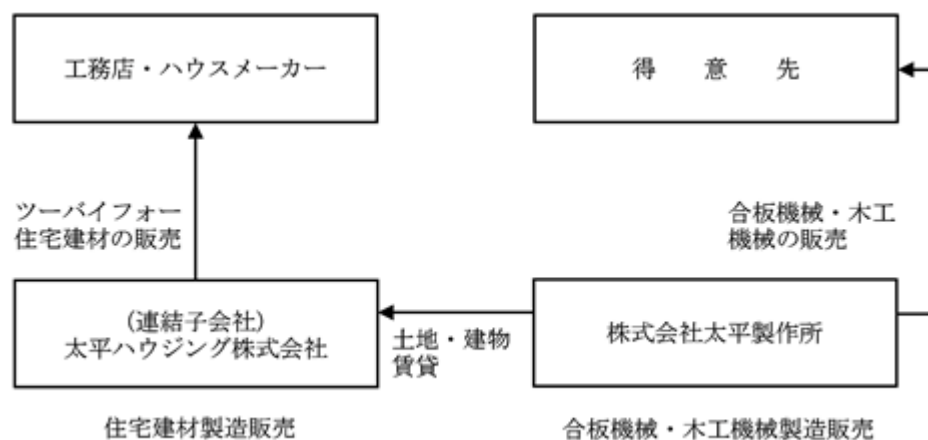 工務店・ハウスメーカー
得意先
ツーバイフォー
住宅建材の販売
合板機械・木工
機械の販売
(連結子会社)
太平ハウジング株式会社
土地・建物
賃貸
株式会社太平製作所
住宅建材製造販売
合板機械・木工機械製造販売